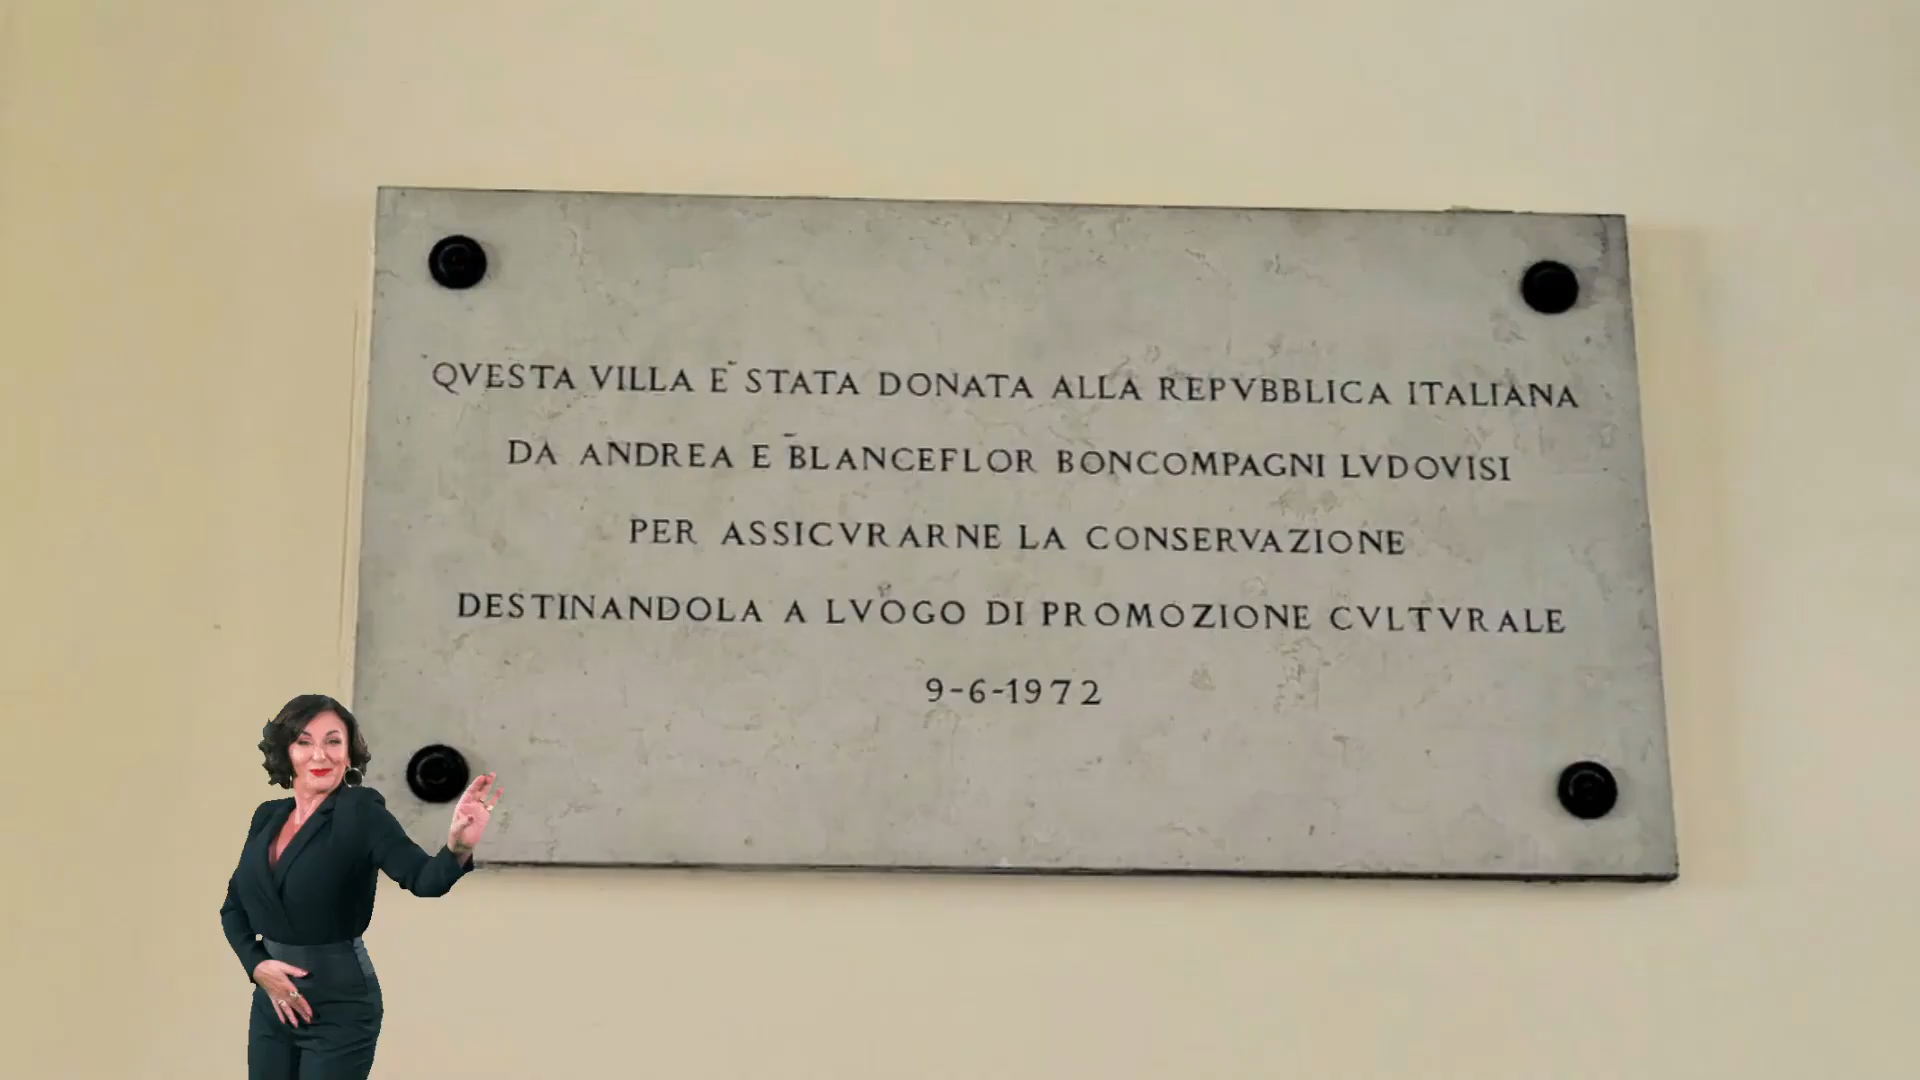 QVESTA VILLA E` STATA DONATA ALLA REPVBBLICA ITALIANA
DA ANDREA E BLANCEFLOR BONCOMPAGNI LVDOVISI
PER ASSICVRARNE LA CONSERVAZIONE
DESTINANDOLA A LVOGO DI PROMOZIONE CVLTVRALE
9-6-1972